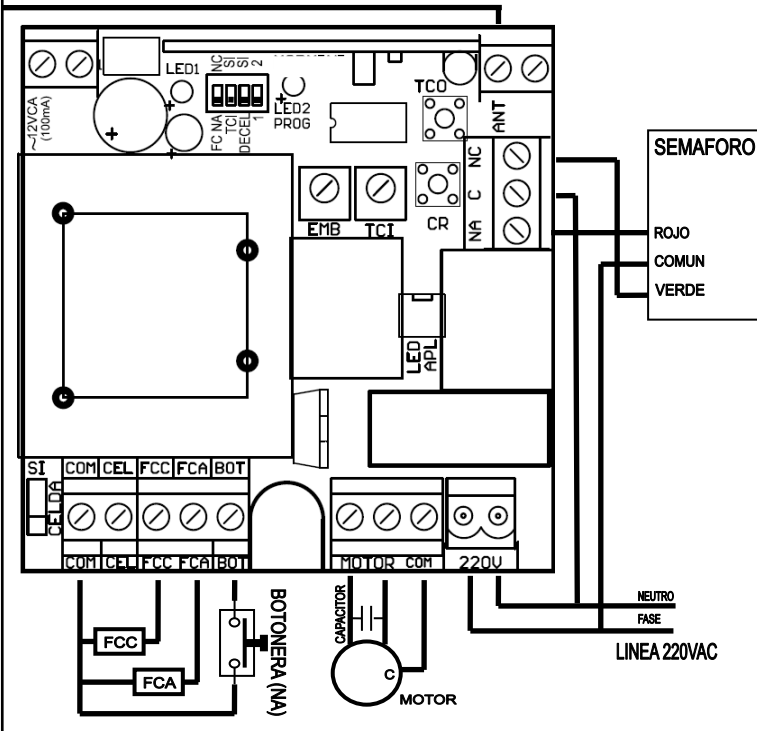 ~12VCA
(100mA)
LED1
NC
SI
SI
2
FC NA
TCI
DECEL
1
LED2
PROG
TCO
ANT
NC
C
NA
CR
EMB
TCI
SEMAFORO
ROJO
COMUN
VERDE
LED
APL
SI
CELDA
COM CEL FCC FCA BOT
COM CEL FCC FCA BOT
MOTOR COM
220V
CAPACITOR
BOTONERA (NA)
FCC
FCA
C
MOTOR
NEUTRO
FASE
LINEA 220VAC